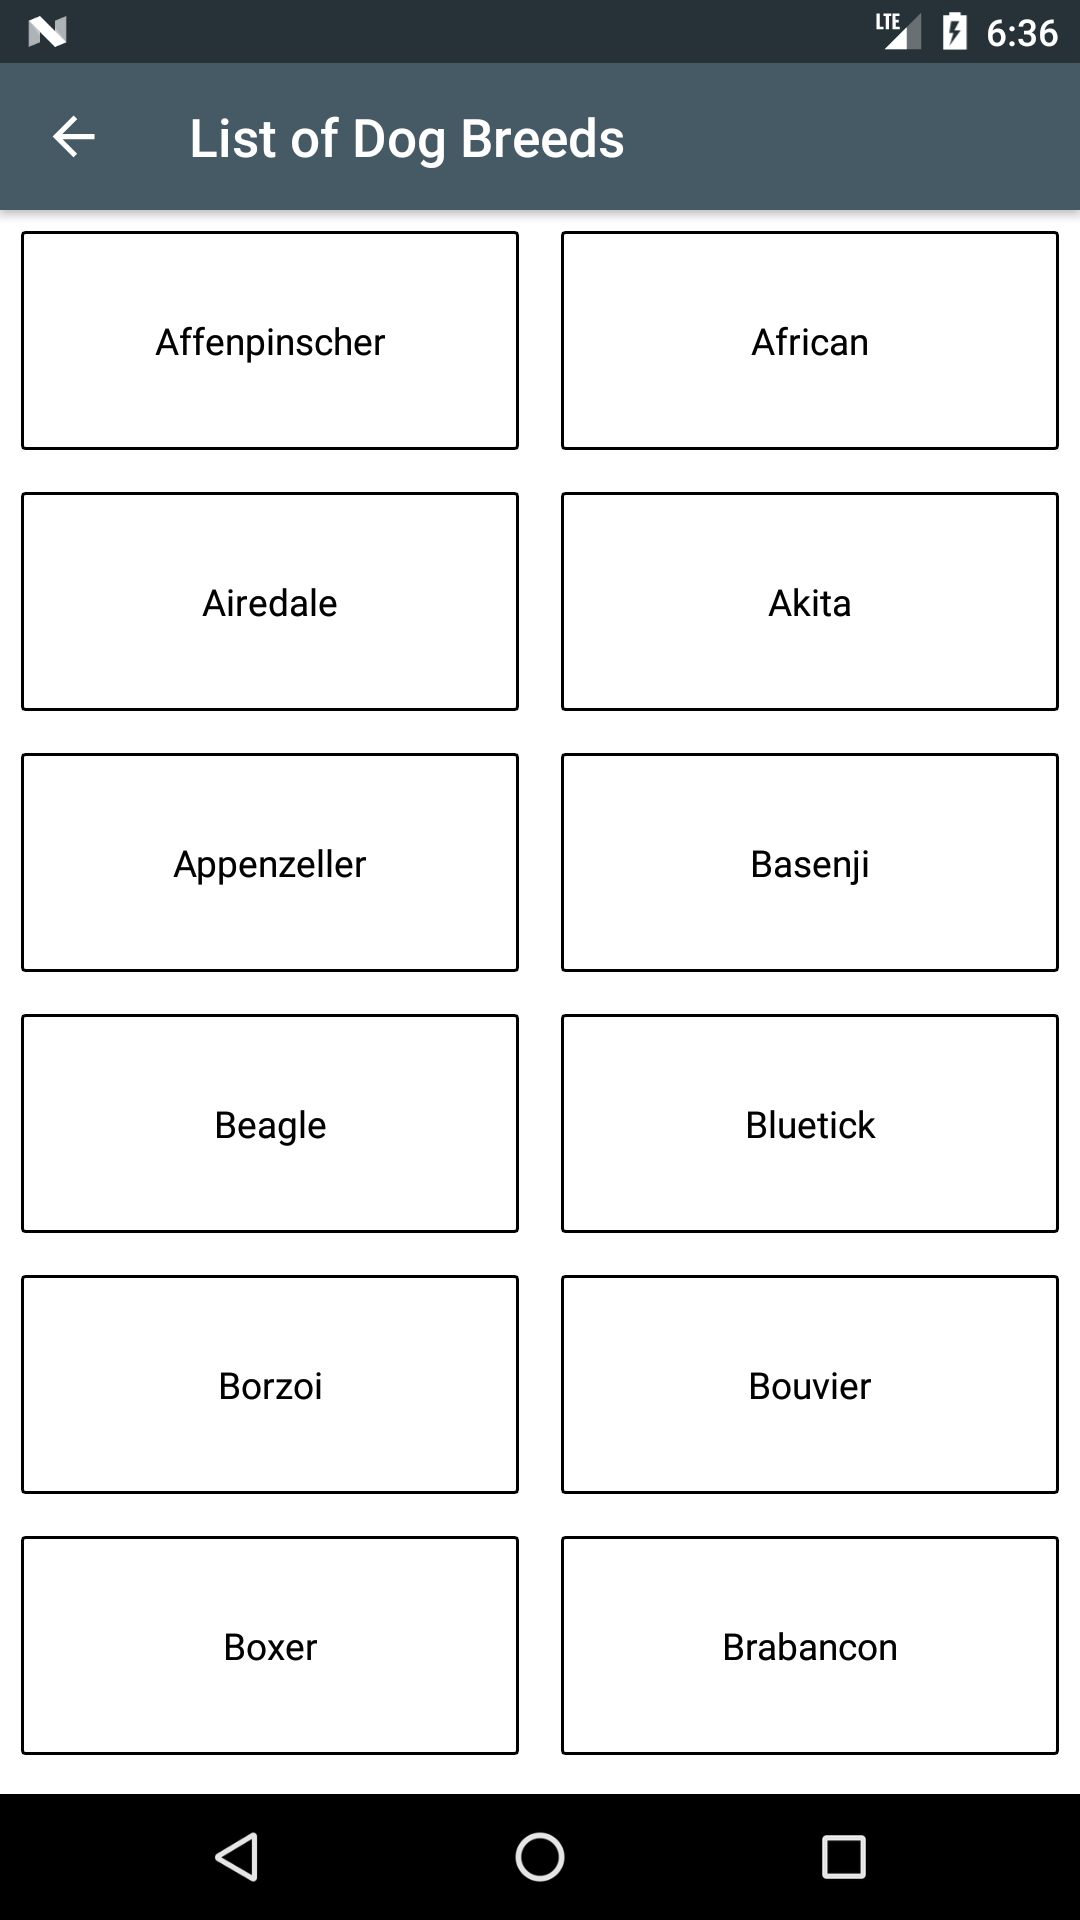 LTE 6:36
List of Dog Breeds
Affenpinscher African
Airedale Akita
Appenzeller Basenji
Beagle Bluetick
Borzoi Bouvier
Boxer Brabancon